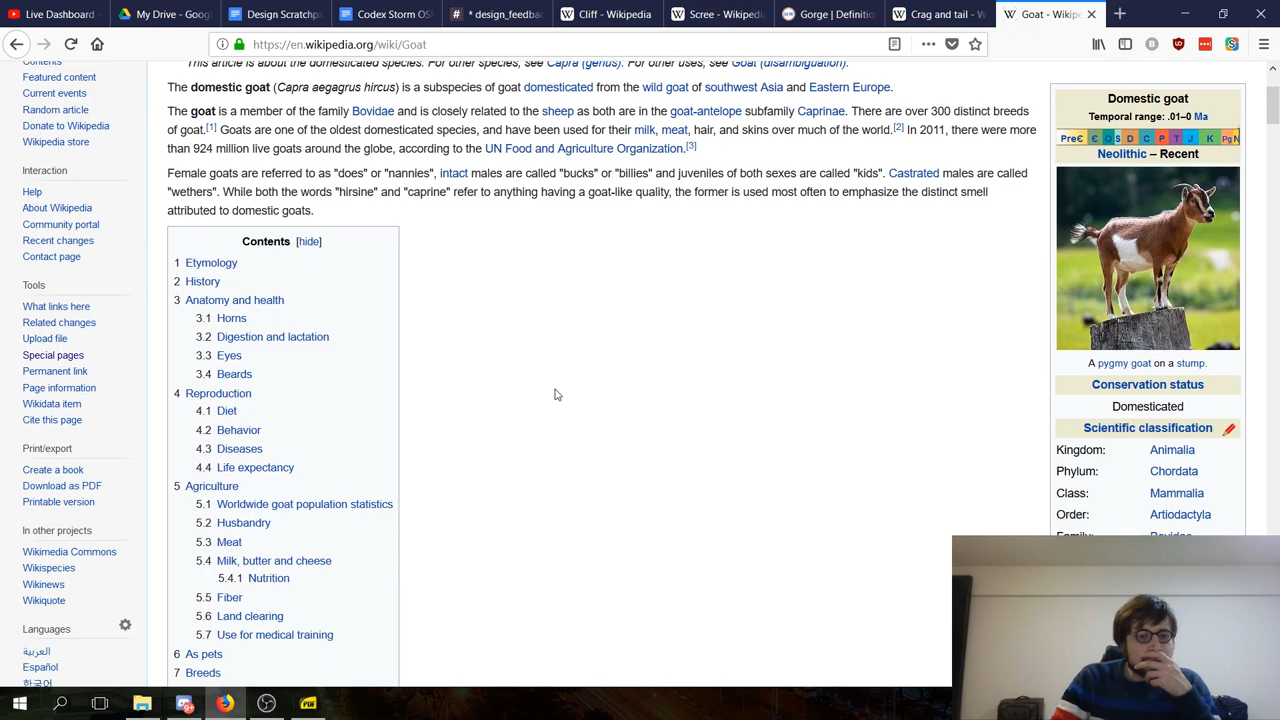 Live Dashboard
My Drive - Googl
Design Scratchp
Codex Storm OS
* design_feedbac
Cliff - Wikipedia
Scree - Wikipedi
Gorge | Definitio
Crag and tail - W
Goat - Wikipe
https://en.wikipedia.org/wiki/Goat
Contents
Featured content
Current events
Random article
Donate to Wikipedia
Wikipedia store
Interaction
Help
About Wikipedia
Community portal
Recent changes
Contact page
Tools
What links here
Related changes
Upload file
Special pages
Permanent link
Page information
Wikidata item
Cite this page
Print/export
Create a book
Download as PDF
Printable version
In other projects
Wikimedia Commons
Wikispecies
Wikinews
Wikiquote
Languages
العربية
Español
한국어
This article is about the domesticated species. For other species, see Capra (genus). For other uses, see Goat (disambiguation).
The domestic goat (Capra aegagrus hircus) is a subspecies of goat domesticated from the wild goat of southwest Asia and Eastern Europe.
The goat is a member of the family Bovidae and is closely related to the sheep as both are in the goat-antelope subfamily Caprinae. There are over 300 distinct breeds
of goat.[1] Goats are one of the oldest domesticated species, and have been used for their milk, meat, hair, and skins over much of the world.[2] In 2011, there were more
than 924 million live goats around the globe, according to the UN Food and Agriculture Organization.[3]
Female goats are referred to as "does" or "nannies", intact males are called "bucks" or "billies" and juveniles of both sexes are called "kids". Castrated males are called
"wethers". While both the words "hirsine" and "caprine" refer to anything having a goat-like quality, the former is used most often to emphasize the distinct smell
attributed to domestic goats.
Contents [hide]
1 Etymology
2 History
3 Anatomy and health
3.1 Horns
3.2 Digestion and lactation
3.3 Eyes
3.4 Beards
4 Reproduction
4.1 Diet
4.2 Behavior
4.3 Diseases
4.4 Life expectancy
5 Agriculture
5.1 Worldwide goat population statistics
5.2 Husbandry
5.3 Meat
5.4 Milk, butter and cheese
5.4.1 Nutrition
5.5 Fiber
5.6 Land clearing
5.7 Use for medical training
6 As pets
7 Breeds
Domestic goat
Temporal range: .01–0 Ma
PreЄ Є O S D C P T J K Pg N
Neolithic – Recent
A pygmy goat on a stump.
Conservation status
Domesticated
Scientific classification
Kingdom: Animalia
Phylum: Chordata
Class: Mammalia
Order: Artiodactyla
Family: Bovidae